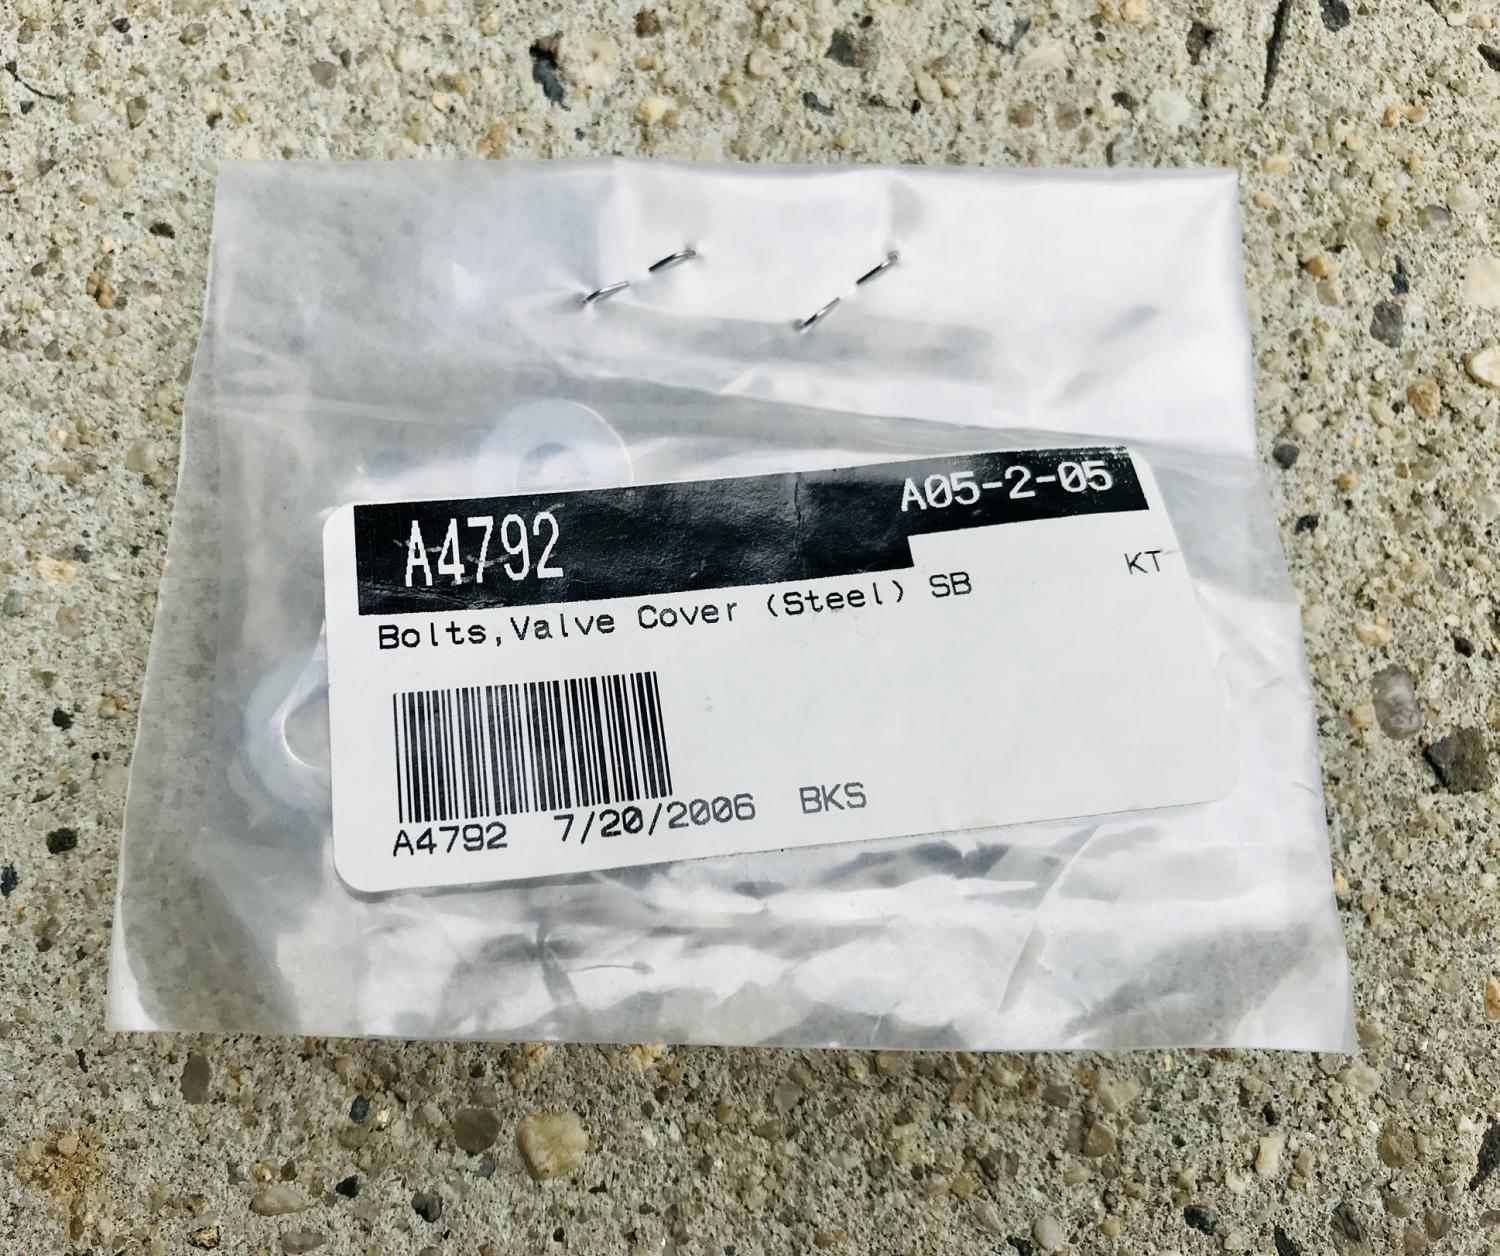 A4792 A05-2-05
KT
Bolts,Valve Cover (Steel) SB
A4792 7/20/2006 BKS